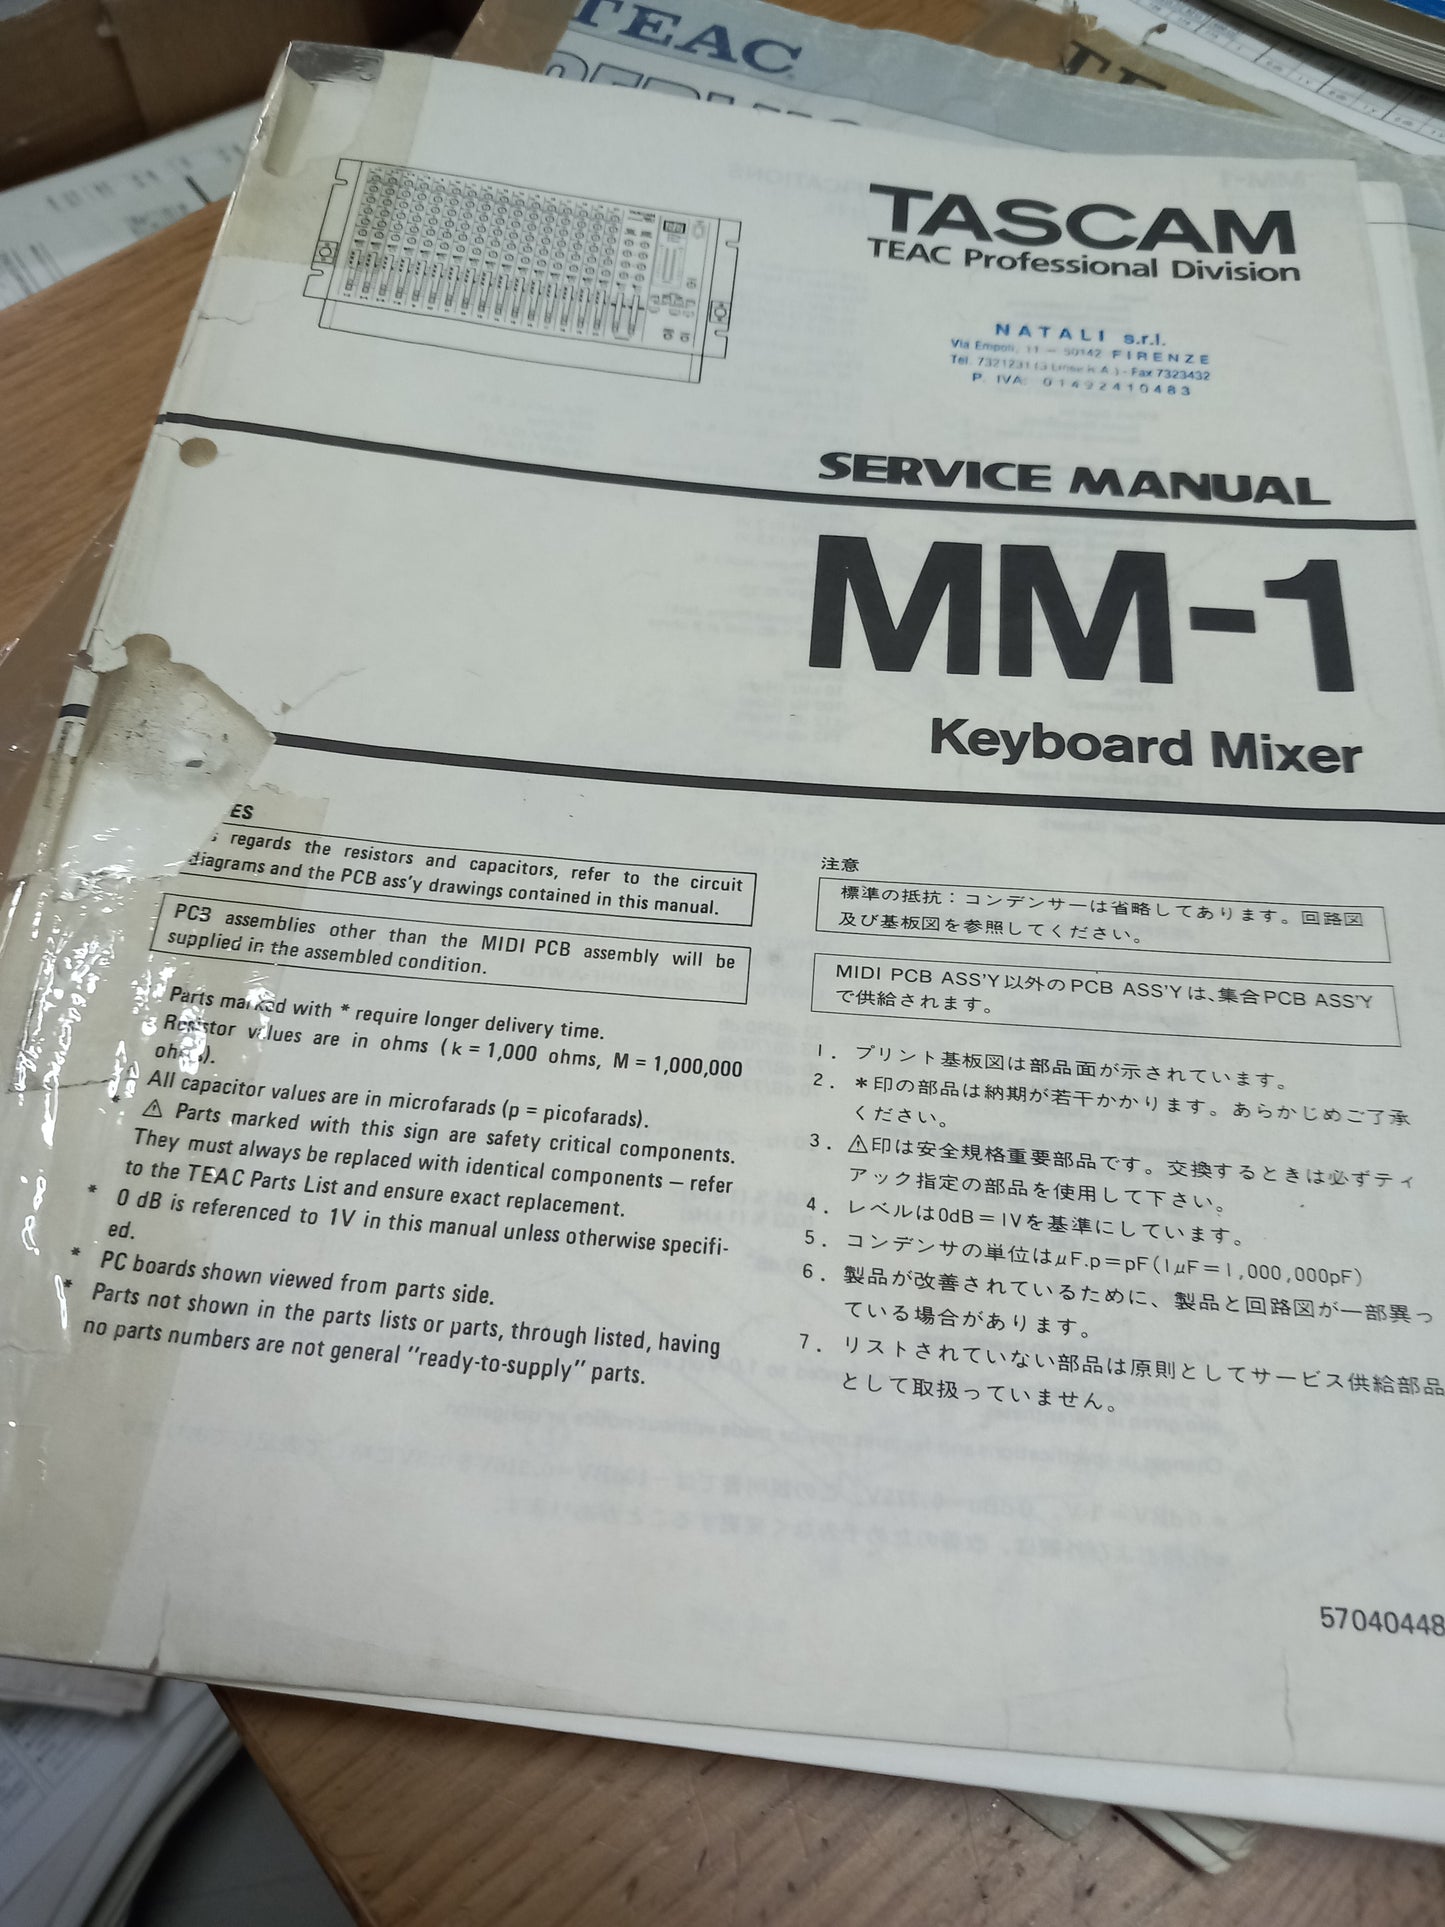 TEAC
TASCAM
TEAC Professional Division
NATALI s.r.l.
Via Empoli, 11 – 50142 FIRENZE
Tel. 7321231 (3 Linee R.A.) - Fax 7323432
P. IVA: 01492410483
SERVICE MANUAL
MM-1
Keyboard Mixer
ES
regards the resistors and capacitors, refer to the circuit
diagrams and the PCB ass'y drawings contained in this manual.
PCB assemblies other than the MIDI PCB assembly will be
supplied in the assembled condition.
Parts marked with * require longer delivery time.
Resistor values are in ohms (k = 1,000 ohms, M = 1,000,000
ohms).
All capacitor values are in microfarads (p = picofarads).
* ⚠ Parts marked with this sign are safety critical components.
They must always be replaced with identical components – refer
to the TEAC Parts List and ensure exact replacement.
* 0 dB is referenced to 1V in this manual unless otherwise specifi-
ed.
* PC boards shown viewed from parts side.
* Parts not shown in the parts lists or parts, through listed, having
no parts numbers are not general "ready-to-supply" parts.
注意
標準の抵抗：コンデンサーは省略してあります。回路図
及び基板図を参照してください。
MIDI PCB ASS'Y以外のPCB ASS'Yは、集合PCB ASS'Y
で供給されます。
1. プリント基板図は部品面が示されています。
2. *印の部品は納期が若干かかります。あらかじめご了承
ください。
3. ⚠印は安全規格重要部品です。交換するときは必ずティ
アック指定の部品を使用して下さい。
4. レベルは0dB＝1Vを基準にしています。
5. コンデンサの単位はμF.p＝pF(1μF＝1,000,000pF)
6. 製品が改善されているために、製品と回路図が一部異っ
ている場合があります。
7. リストされていない部品は原則としてサービス供給部品
として取扱っていません。
57040448